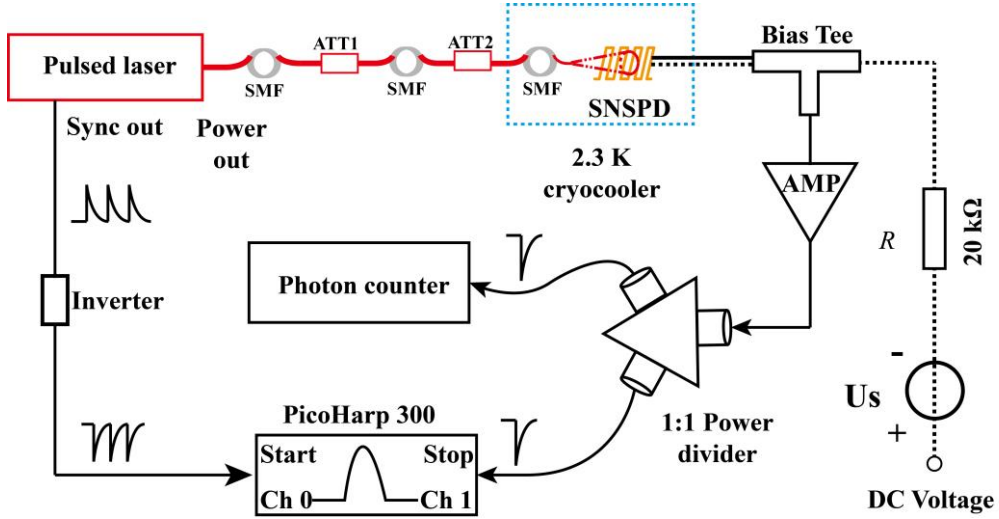 Pulsed laser
ATT1
ATT2
SMF
SMF
SMF
SNSPD
Bias Tee
Sync out
Power
out
2.3 K
cryocooler
AMP
R
20 kΩ
Inverter
Photon counter
1:1 Power
divider
-
Us
+
DC Voltage
PicoHarp 300
Start
Stop
Ch 0
Ch 1